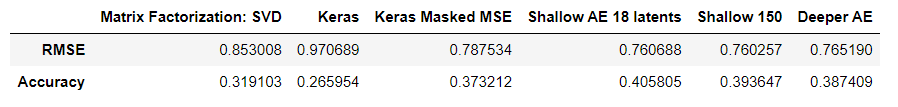 Matrix Factorization: SVD Keras Keras Masked MSE Shallow AE 18 latents Shallow 150 Deeper AE
RMSE 0.853008 0.970689 0.787534 0.760688 0.760257 0.765190
Accuracy 0.319103 0.265954 0.373212 0.405805 0.393647 0.387409